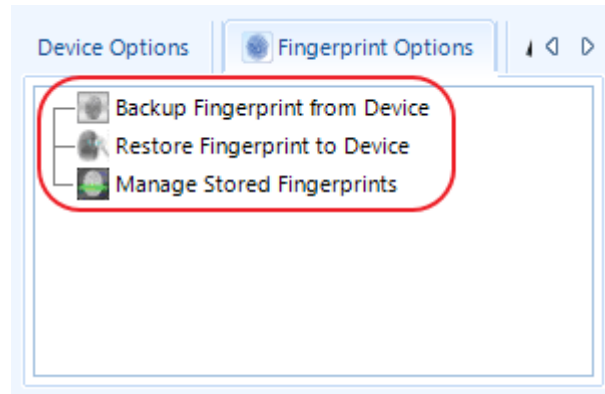 Device Options Fingerprint Options
Backup Fingerprint from Device
Restore Fingerprint to Device
Manage Stored Fingerprints